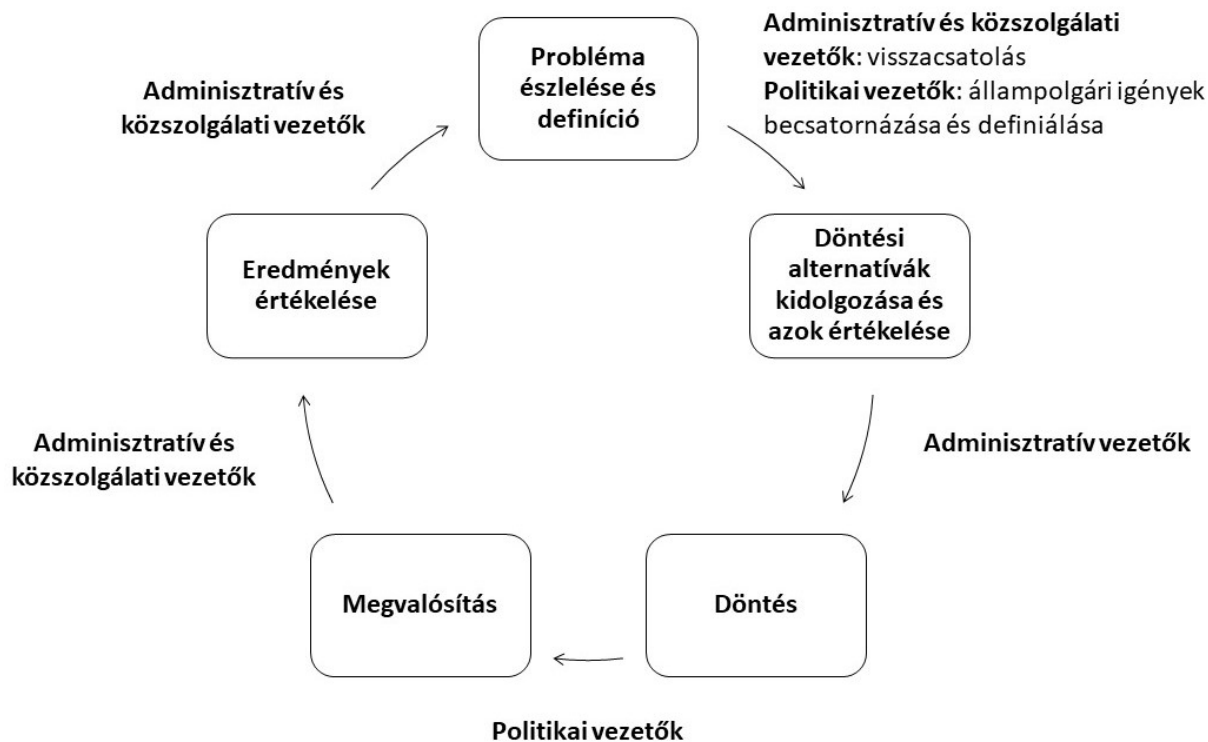 Probléma
észlelése és
definíció
Adminisztratív és közszolgálati
vezetők: visszacsatolás
Politikai vezetők: állampolgári igények
becsatornázása és definiálása
Döntési
alternatívák
kidolgozása és
azok értékelése
Adminisztratív vezetők
Döntés
Politikai vezetők
Megvalósítás
Adminisztratív és
közszolgálati vezetők
Eredmények
értékelése
Adminisztratív és
közszolgálati vezetők